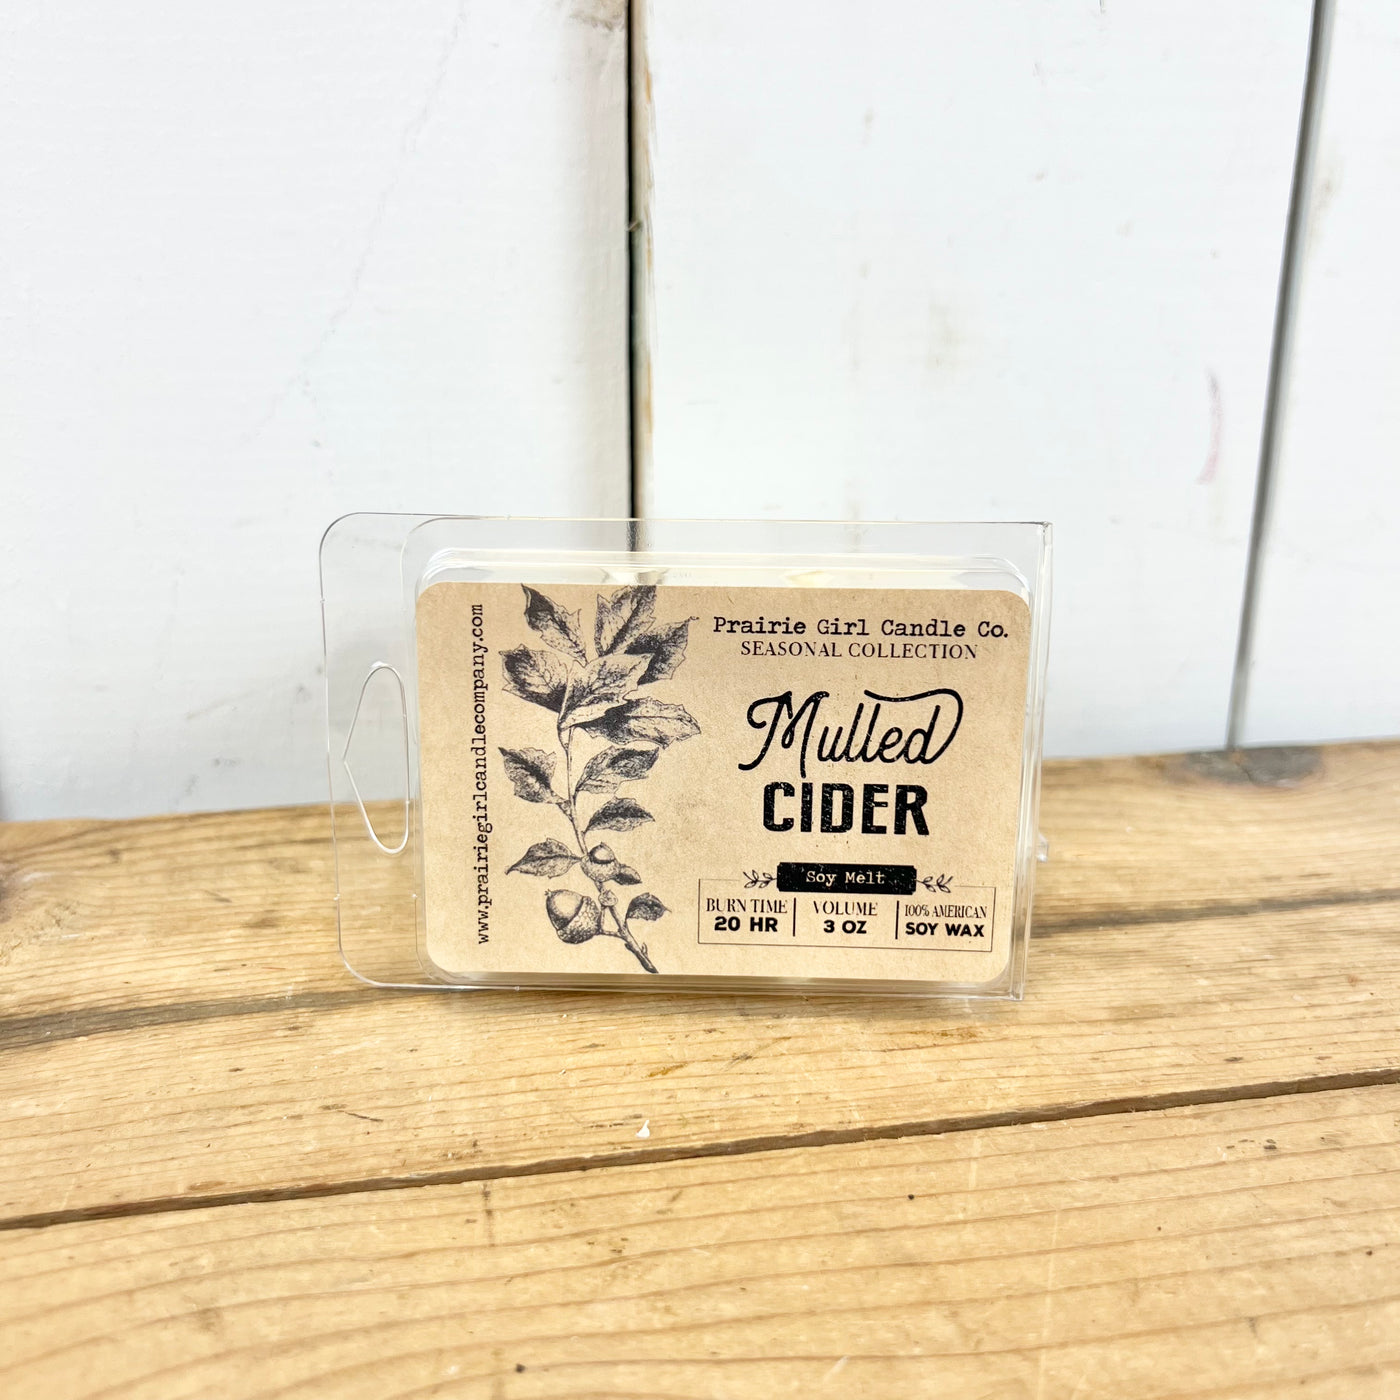 www.prairiegirlcandlecompany.com
Prairie Girl Candle Co.
SEASONAL COLLECTION
Mulled
CIDER
Soy Melt
BURN TIME
20 HR
VOLUME
3 OZ
100% AMERICAN
SOY WAX